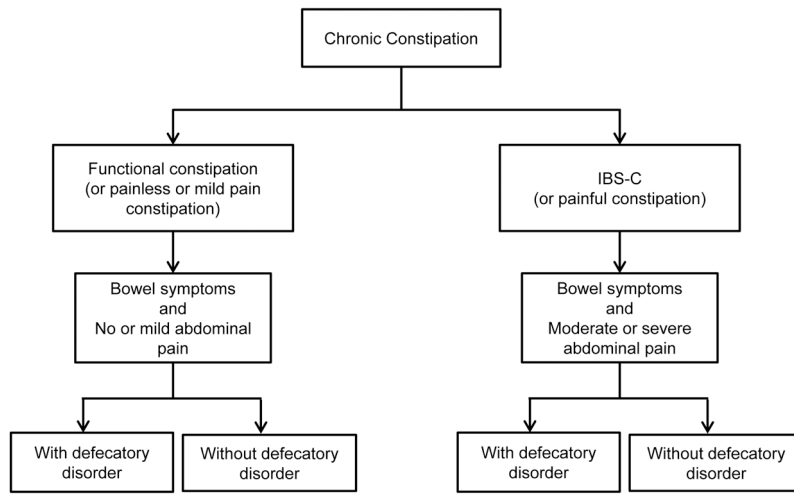 Chronic Constipation
Functional constipation
(or painless or mild pain
constipation)
IBS-C
(or painful constipation)
Bowel symptoms
and
No or mild abdominal
pain
Bowel symptoms
and
Moderate or severe
abdominal pain
With defecatory
disorder
Without defecatory
disorder
With defecatory
disorder
Without defecatory
disorder